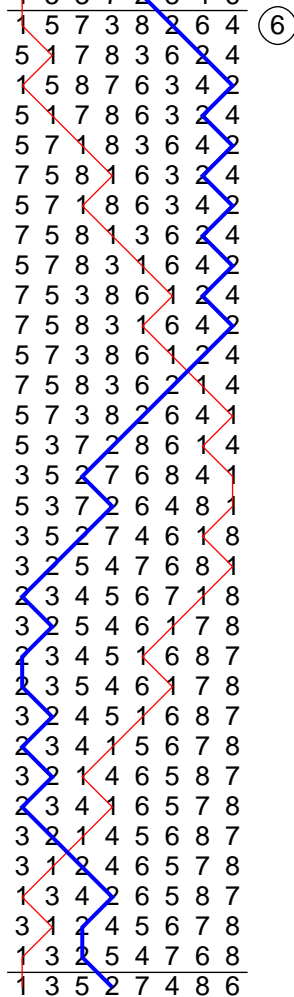 1 5 7 3 8 2 6 4 6
5 1 7 8 3 6 2 4
1 5 8 7 6 3 4 2
5 1 7 8 6 3 2 4
5 7 1 8 3 6 4 2
7 5 8 1 6 3 2 4
5 7 1 8 6 3 4 2
7 5 8 1 3 6 2 4
5 7 8 3 1 6 4 2
7 5 3 8 6 1 2 4
7 5 8 3 1 6 4 2
5 7 3 8 6 1 2 4
7 5 8 3 6 2 1 4
5 7 3 8 2 6 4 1
5 3 7 2 8 6 1 4
3 5 2 7 6 8 4 1
5 3 7 2 6 4 8 1
3 5 2 7 4 6 1 8
3 2 5 4 7 6 8 1
2 3 4 5 6 7 1 8
3 2 5 4 6 1 7 8
2 3 4 5 1 6 8 7
2 3 5 4 6 1 7 8
3 2 4 5 1 6 8 7
2 3 4 1 5 6 7 8
3 2 1 4 6 5 8 7
2 3 4 1 6 5 7 8
3 2 1 4 5 6 8 7
3 1 2 4 6 5 7 8
1 3 4 2 6 5 8 7
3 1 2 4 5 6 7 8
1 3 2 5 4 7 6 8
1 3 5 2 7 4 8 6